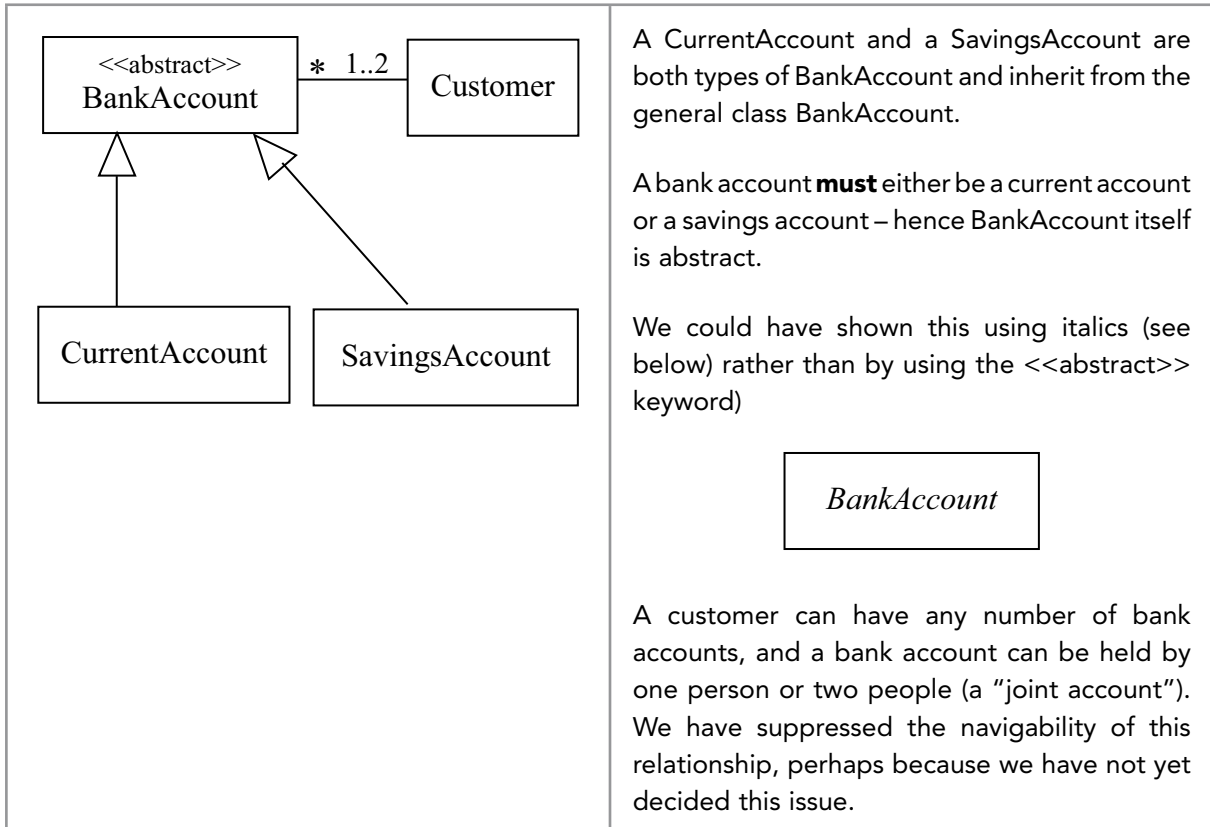 <<abstract>>
BankAccount
* 1..2
Customer
CurrentAccount
SavingsAccount
A CurrentAccount and a SavingsAccount are
both types of BankAccount and inherit from the
general class BankAccount.
A bank account must either be a current account
or a savings account – hence BankAccount itself
is abstract.
We could have shown this using italics (see
below) rather than by using the <<abstract>>
keyword)
BankAccount
A customer can have any number of bank
accounts, and a bank account can be held by
one person or two people (a “joint account”).
We have suppressed the navigability of this
relationship, perhaps because we have not yet
decided this issue.